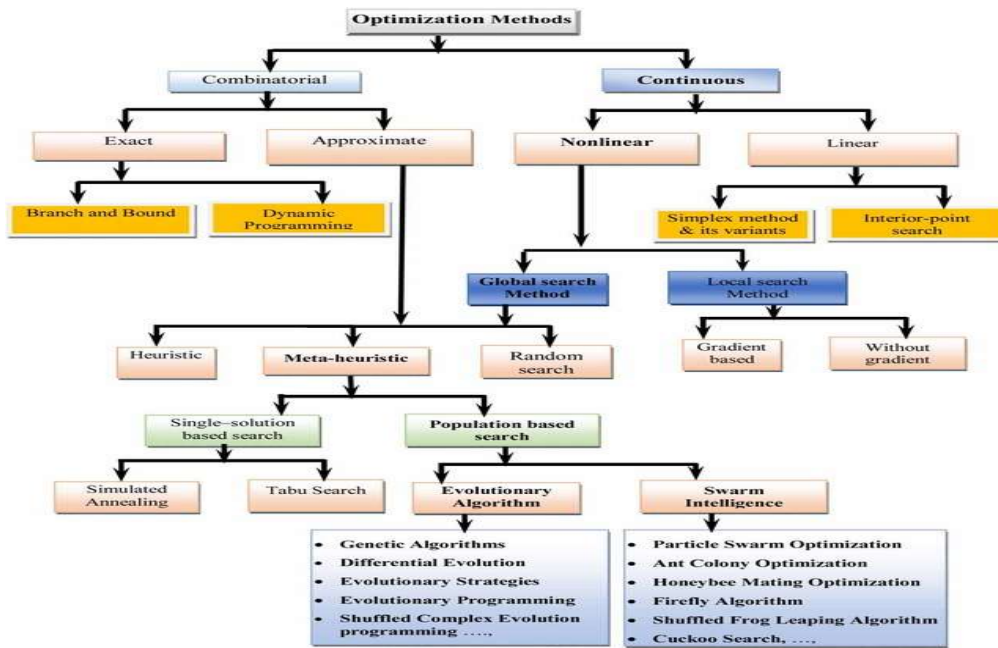 Optimization Methods
Combinatorial
Continuous
Exact
Approximate
Nonlinear
Linear
Branch and Bound
Dynamic
Programming
Simplex method
& its variants
Interior-point
search
Global search
Method
Local search
Method
Heuristic
Meta-heuristic
Random
search
Gradient
based
Without
gradient
Single–solution
based search
Population based
search
Simulated
Annealing
Tabu Search
Evolutionary
Algorithm
Swarm
Intelligence
• Genetic Algorithms
• Differential Evolution
• Evolutionary Strategies
• Evolutionary Programming
• Shuffled Complex Evolution
programming ….,
• Particle Swarm Optimization
• Ant Colony Optimization
• Honeybee Mating Optimization
• Firefly Algorithm
• Shuffled Frog Leaping Algorithm
• Cuckoo Search, …,